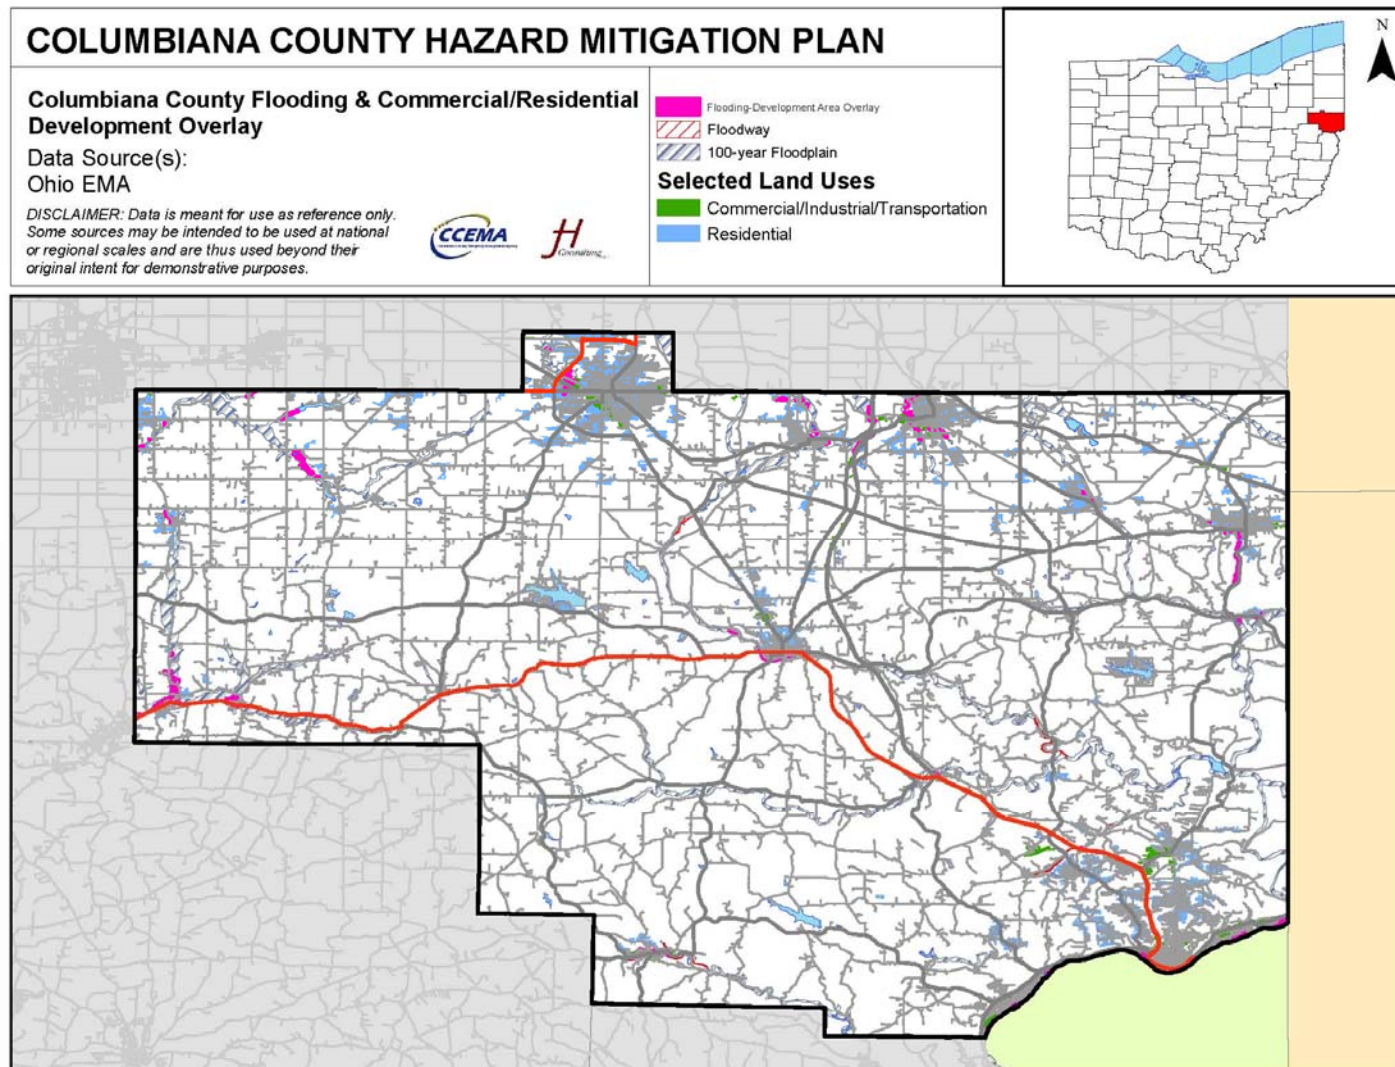 COLUMBIANA COUNTY HAZARD MITIGATION PLAN
Columbiana County Flooding & Commercial/Residential
Development Overlay
Data Source(s):
Ohio EMA
DISCLAIMER: Data is meant for use as reference only.
Some sources may be intended to be used at national
or regional scales and are thus used beyond their
original intent for demonstrative purposes.
CCEMA
JH
Consulting
Flooding-Development Area Overlay
Floodway
100-year Floodplain
Selected Land Uses
Commercial/Industrial/Transportation
Residential
N